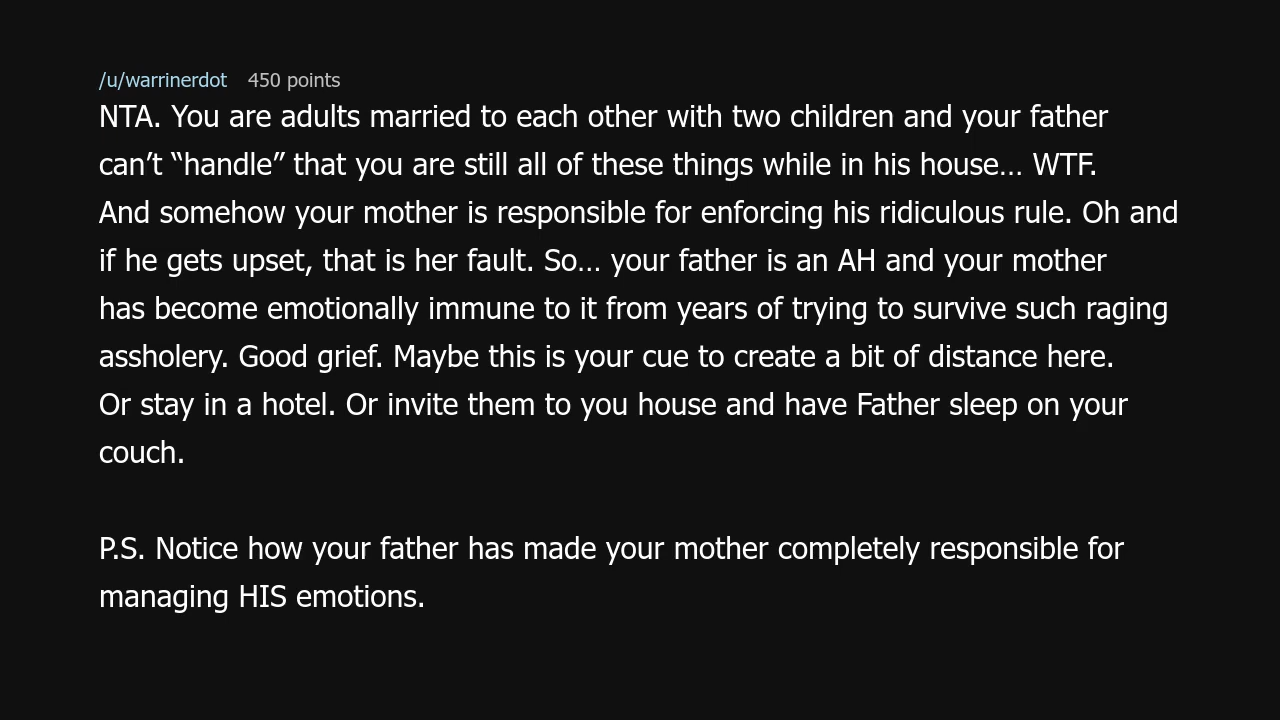 /u/warrinerdot 450 points
NTA. You are adults married to each other with two children and your father
can’t “handle” that you are still all of these things while in his house… WTF.
And somehow your mother is responsible for enforcing his ridiculous rule. Oh and
if he gets upset, that is her fault. So… your father is an AH and your mother
has become emotionally immune to it from years of trying to survive such raging
assholery. Good grief. Maybe this is your cue to create a bit of distance here.
Or stay in a hotel. Or invite them to you house and have Father sleep on your
couch.
P.S. Notice how your father has made your mother completely responsible for
managing HIS emotions.